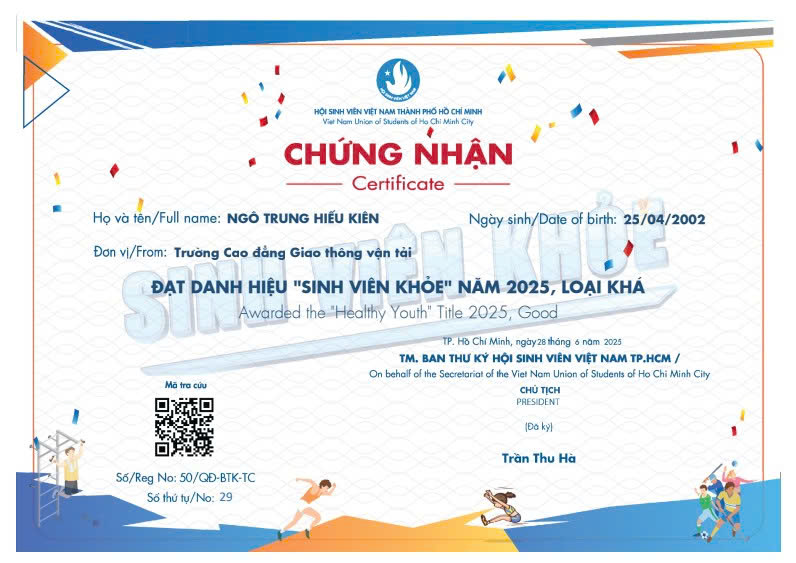 HỘI SINH VIÊN VIỆT NAM
HỘI SINH VIÊN VIỆT NAM THÀNH PHỐ HỒ CHÍ MINH
Viet Nam Union of Students of Ho Chi Minh City
CHỨNG NHẬN
Certificate
Họ và tên/Full name: NGÔ TRUNG HIẾU KIÊN Ngày sinh/Date of birth: 25/04/2002
Đơn vị/From: Trường Cao đẳng Giao thông vận tải
SINH VIÊN KHỎE
ĐẠT DANH HIỆU "SINH VIÊN KHỎE" NĂM 2025, LOẠI KHÁ
Awarded the "Healthy Youth" Title 2025, Good
TP. Hồ Chí Minh, ngày 28 tháng 6 năm 2025
TM. BAN THƯ KÝ HỘI SINH VIÊN VIỆT NAM TP.HCM /
On behalf of the Secretariat of the Viet Nam Union of Students of Ho Chi Minh City
CHỦ TỊCH
PRESIDENT
(Đã ký)
Trần Thu Hà
Mã tra cứu
Số/Reg No: 50/QĐ-BTK-TC
Số thứ tự/No: 29